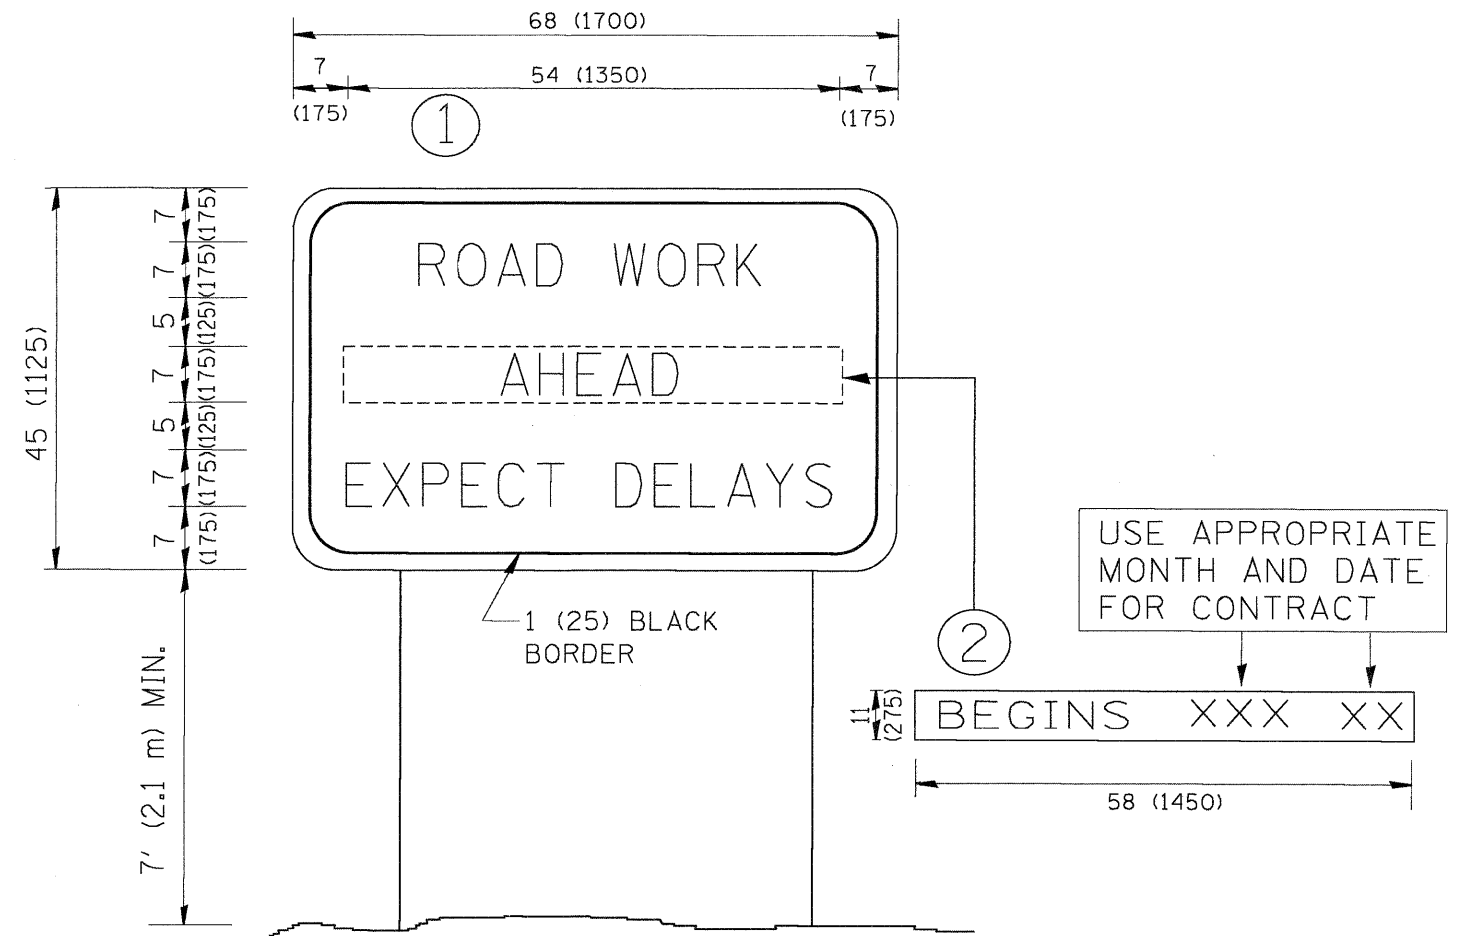 68 (1700)
7
54 (1350)
7
(175)
(175)
1
7
(175)
7
(175)
5
(125)
7
(175)
5
(125)
7
(175)
7
(175)
45 (1125)
ROAD WORK
AHEAD
EXPECT DELAYS
1 (25) BLACK
BORDER
7' (2.1 m) MIN.
USE APPROPRIATE
MONTH AND DATE
FOR CONTRACT
2
11
(275)
BEGINS XXX XX
58 (1450)